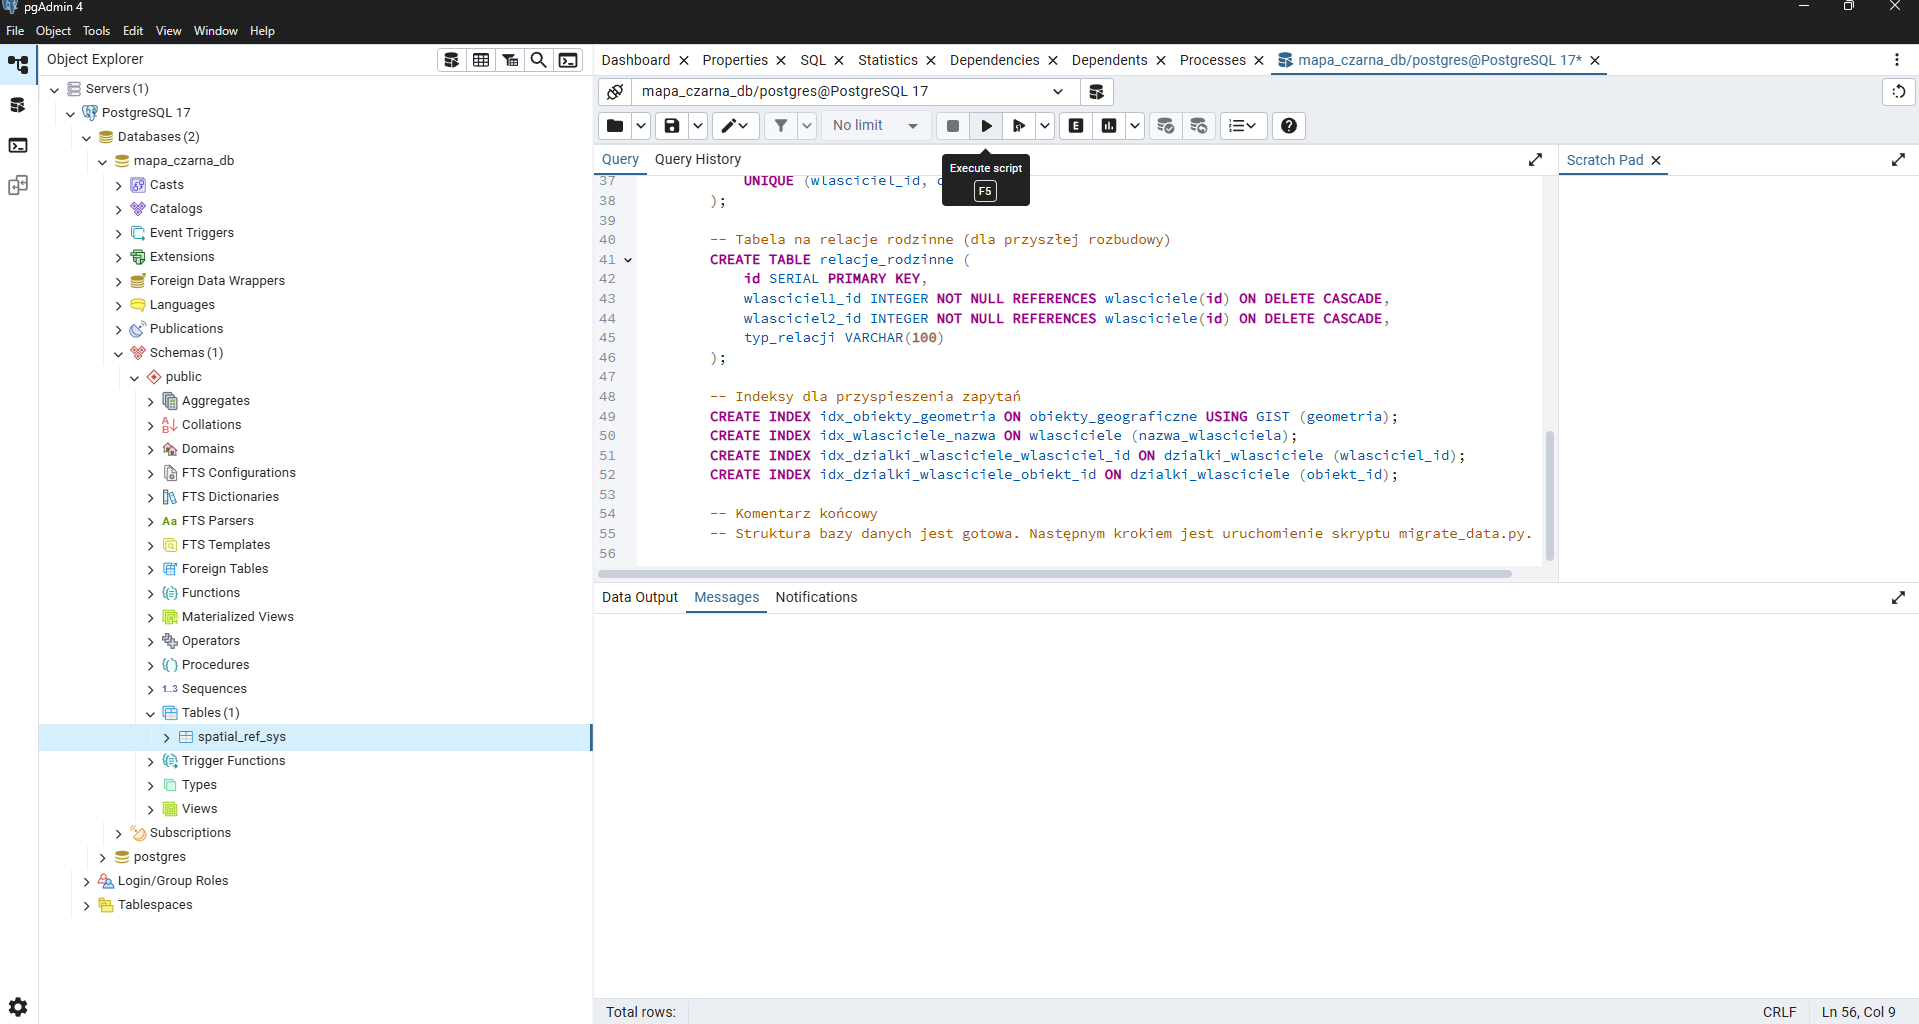 pgAdmin 4
File Object Tools Edit View Window Help
Object Explorer
Servers (1)
PostgreSQL 17
Databases (2)
mapa_czarna_db
Casts
Catalogs
Event Triggers
Extensions
Foreign Data Wrappers
Languages
Publications
Schemas (1)
public
Aggregates
Collations
Domains
FTS Configurations
FTS Dictionaries
Aa FTS Parsers
FTS Templates
Foreign Tables
Functions
Materialized Views
Operators
Procedures
1..3 Sequences
Tables (1)
spatial_ref_sys
Trigger Functions
Types
Views
Subscriptions
postgres
Login/Group Roles
Tablespaces
Dashboard Properties SQL Statistics Dependencies Dependents Processes mapa_czarna_db/postgres@PostgreSQL 17*
mapa_czarna_db/postgres@PostgreSQL 17
No limit E
Execute script
F5
Query Query History
Scratch Pad
37 UNIQUE (wlasciciel_id,
38 );
39
40 -- Tabela na relacje rodzinne (dla przyszłej rozbudowy)
41 CREATE TABLE relacje_rodzinne (
42 id SERIAL PRIMARY KEY,
43 wlasciciel1_id INTEGER NOT NULL REFERENCES wlasciciele(id) ON DELETE CASCADE,
44 wlasciciel2_id INTEGER NOT NULL REFERENCES wlasciciele(id) ON DELETE CASCADE,
45 typ_relacji VARCHAR(100)
46 );
47
48 -- Indeksy dla przyspieszenia zapytań
49 CREATE INDEX idx_obiekty_geometria ON obiekty_geograficzne USING GIST (geometria);
50 CREATE INDEX idx_wlasciciele_nazwa ON wlasciciele (nazwa_wlasciciela);
51 CREATE INDEX idx_dzialki_wlasciciele_wlasciciel_id ON dzialki_wlasciciele (wlasciciel_id);
52 CREATE INDEX idx_dzialki_wlasciciele_obiekt_id ON dzialki_wlasciciele (obiekt_id);
53
54 -- Komentarz końcowy
55 -- Struktura bazy danych jest gotowa. Następnym krokiem jest uruchomienie skryptu migrate_data.py.
56
Data Output Messages Notifications
Total rows:
CRLF Ln 56, Col 9